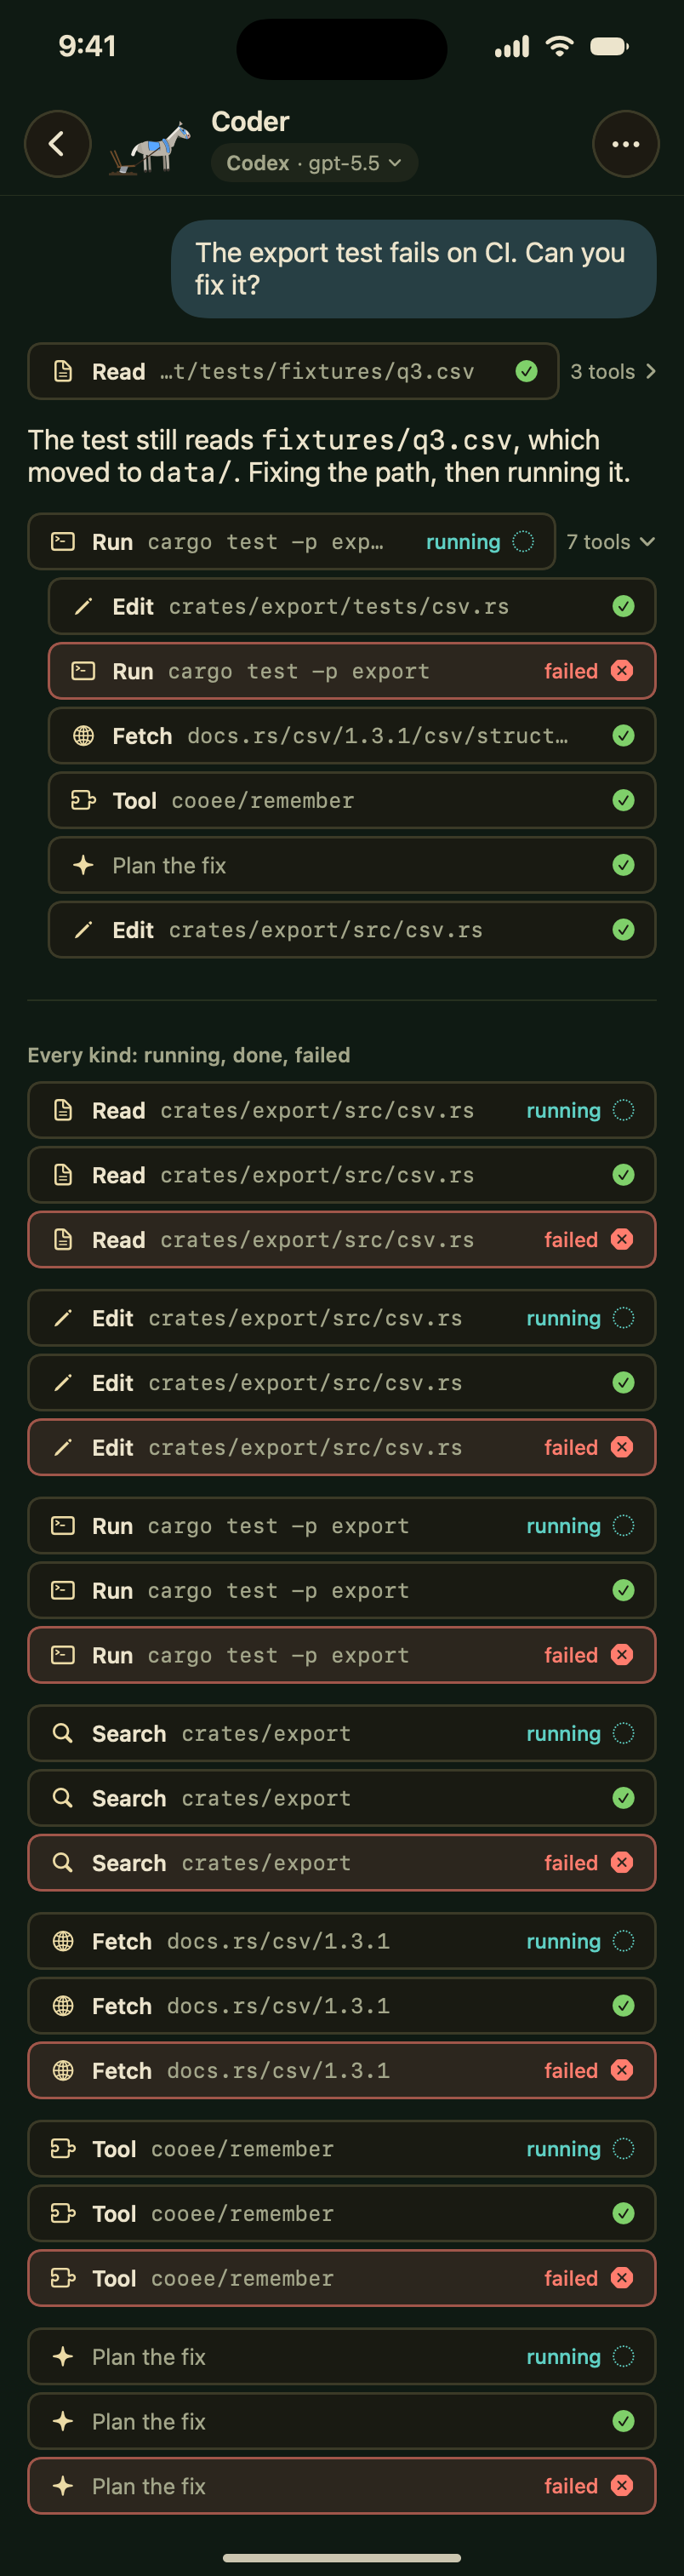 9:41
Coder
Codex · gpt-5.5
The export test fails on CI. Can you
fix it?
Read …t/tests/fixtures/q3.csv 3 tools
The test still reads fixtures/q3.csv, which
moved to data/. Fixing the path, then running it.
Run cargo test -p exp… running 7 tools
Edit crates/export/tests/csv.rs
Run cargo test -p export failed
Fetch docs.rs/csv/1.3.1/csv/struct…
Tool cooee/remember
Plan the fix
Edit crates/export/src/csv.rs
Every kind: running, done, failed
Read crates/export/src/csv.rs running
Read crates/export/src/csv.rs
Read crates/export/src/csv.rs failed
Edit crates/export/src/csv.rs running
Edit crates/export/src/csv.rs
Edit crates/export/src/csv.rs failed
Run cargo test -p export running
Run cargo test -p export
Run cargo test -p export failed
Search crates/export running
Search crates/export
Search crates/export failed
Fetch docs.rs/csv/1.3.1 running
Fetch docs.rs/csv/1.3.1
Fetch docs.rs/csv/1.3.1 failed
Tool cooee/remember running
Tool cooee/remember
Tool cooee/remember failed
Plan the fix running
Plan the fix
Plan the fix failed